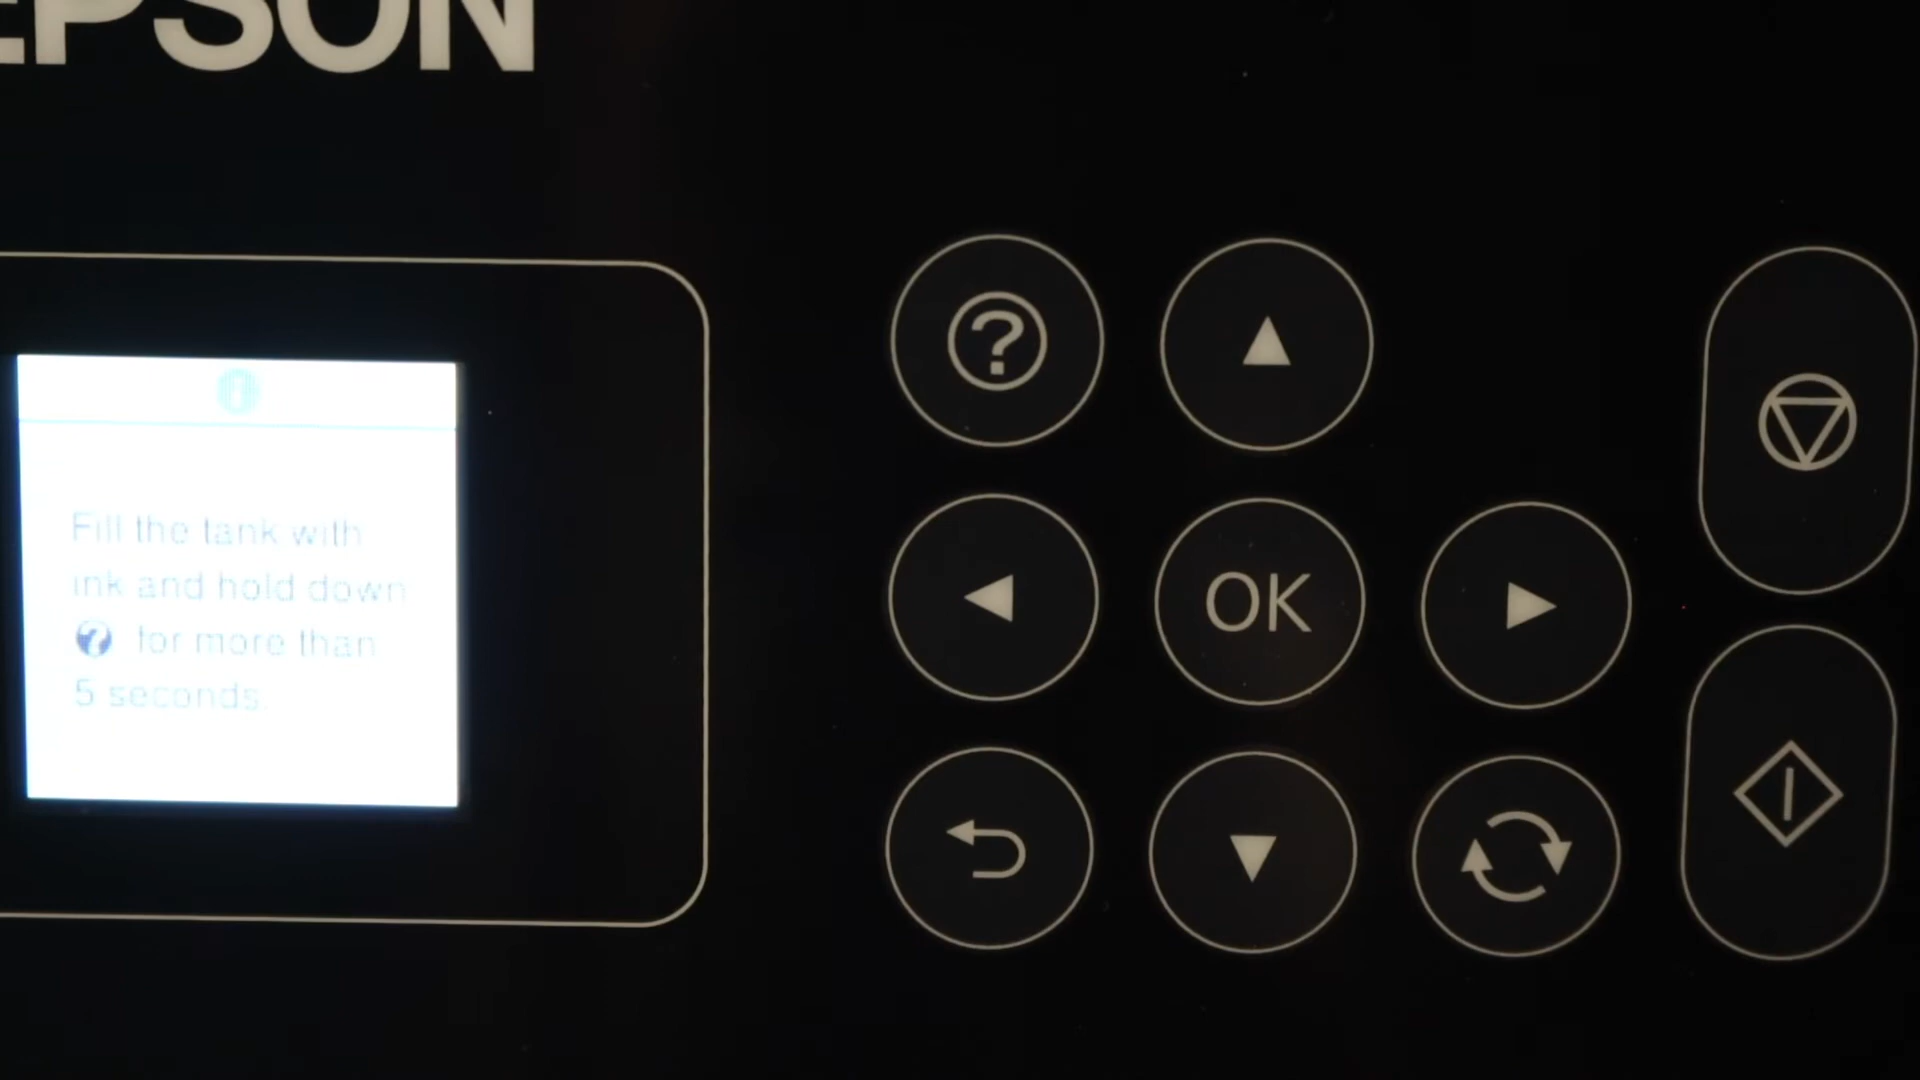 EPSON
Fill the tank with
ink and hold down
? for more than
5 seconds.
?
OK